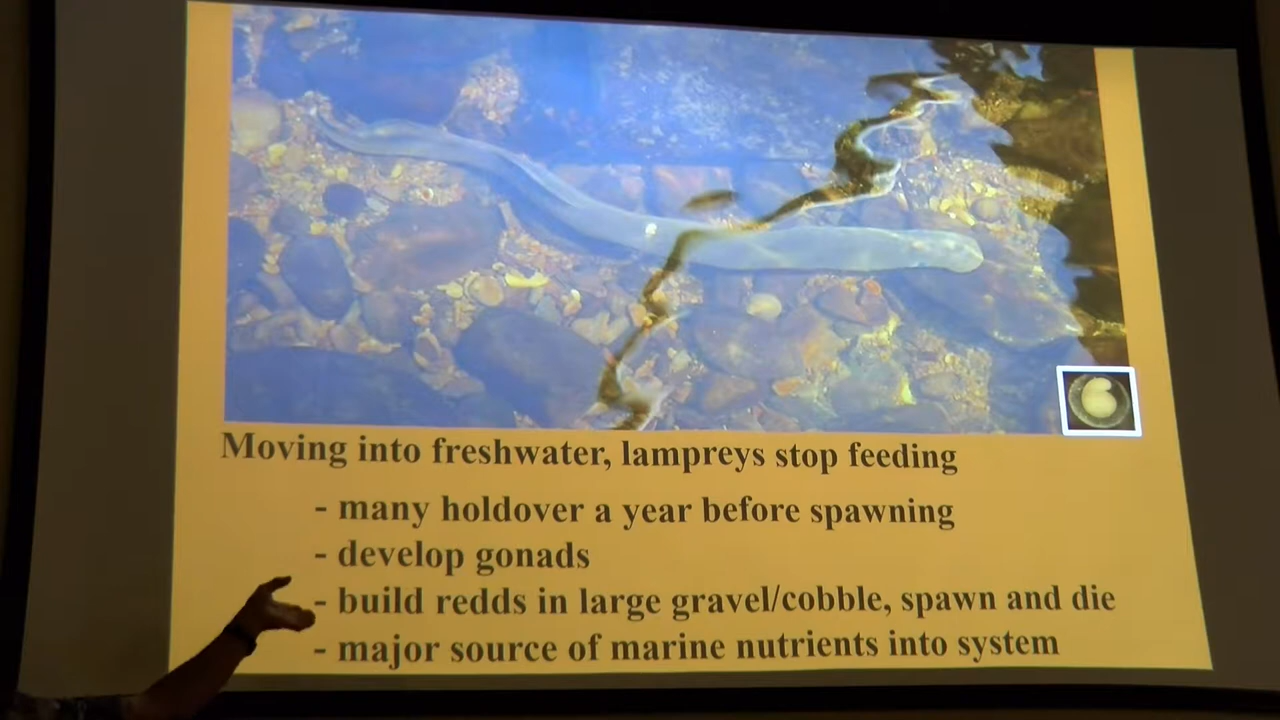 Moving into freshwater, lampreys stop feeding
- many holdover a year before spawning
- develop gonads
- build redds in large gravel/cobble, spawn and die
- major source of marine nutrients into system